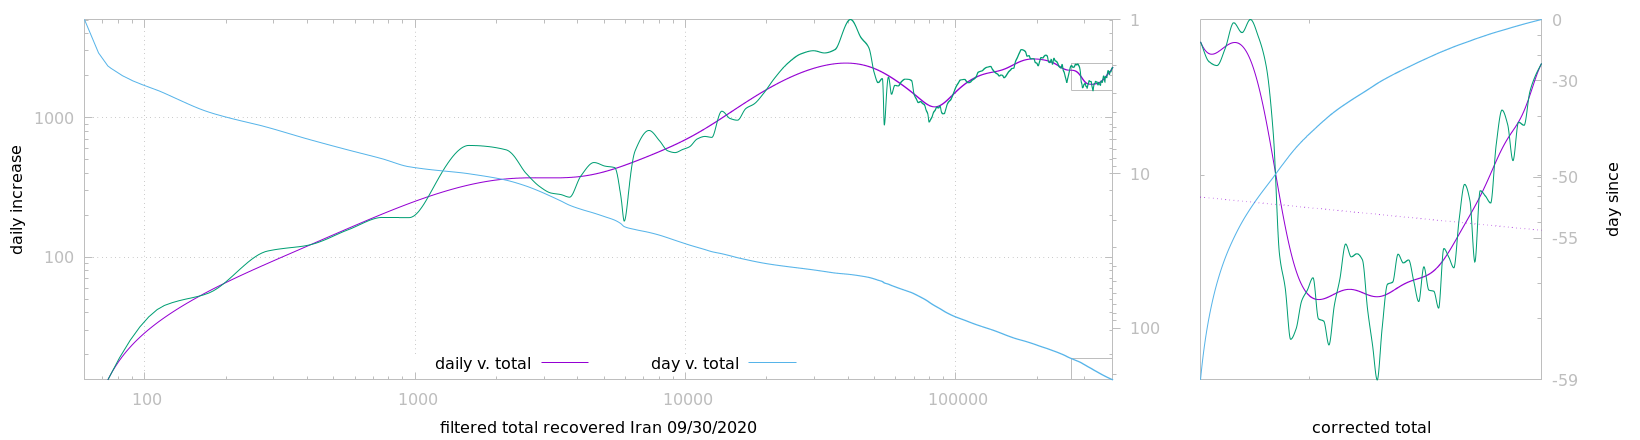 daily increase
1000
100
daily v. total
day v. total
100
1000
10000
100000
filtered total recovered Iran 09/30/2020
1
10
100
0
-30
-50
-55
-59
day since
corrected total